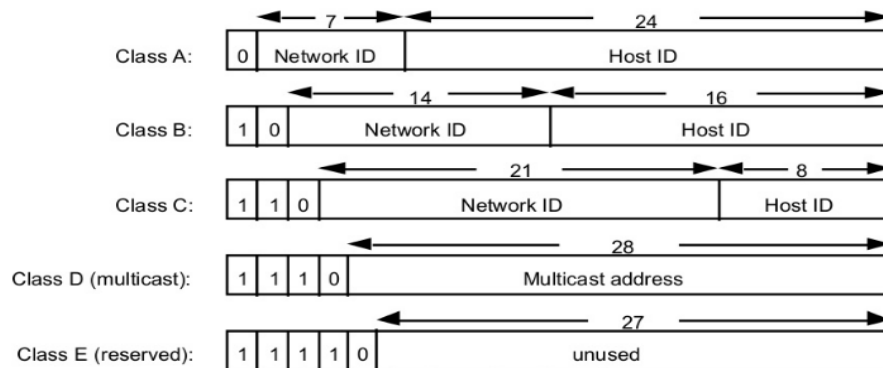 7 24
Class A: 0 Network ID Host ID
14 16
Class B: 1 0 Network ID Host ID
21 8
Class C: 1 1 0 Network ID Host ID
28
Class D (multicast): 1 1 1 0 Multicast address
27
Class E (reserved): 1 1 1 1 0 unused